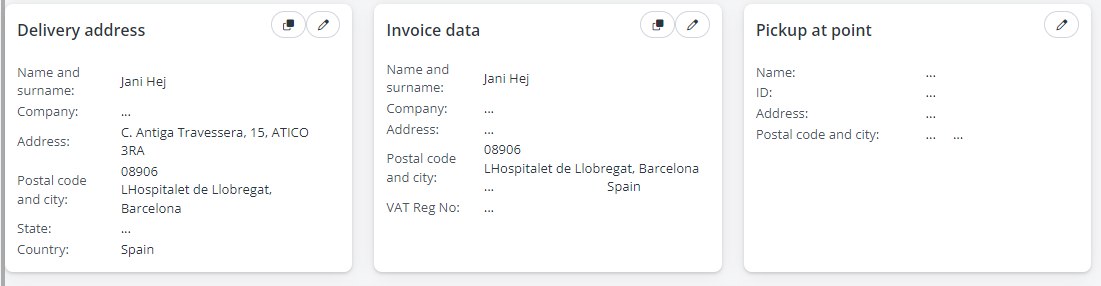 Delivery address
Name and surname: Jani Hej
Company: ...
Address: C. Antiga Travessera, 15, ATICO 3RA
Postal code and city: 08906
LHospitalet de Llobregat,
Barcelona
State: ...
Country: Spain
Invoice data
Name and surname: Jani Hej
Company: ...
Address: ...
Postal code and city: 08906
LHospitalet de Llobregat, Barcelona
... Spain
VAT Reg No: ...
Pickup at point
Name: ...
ID: ...
Address: ...
Postal code and city: ... ...